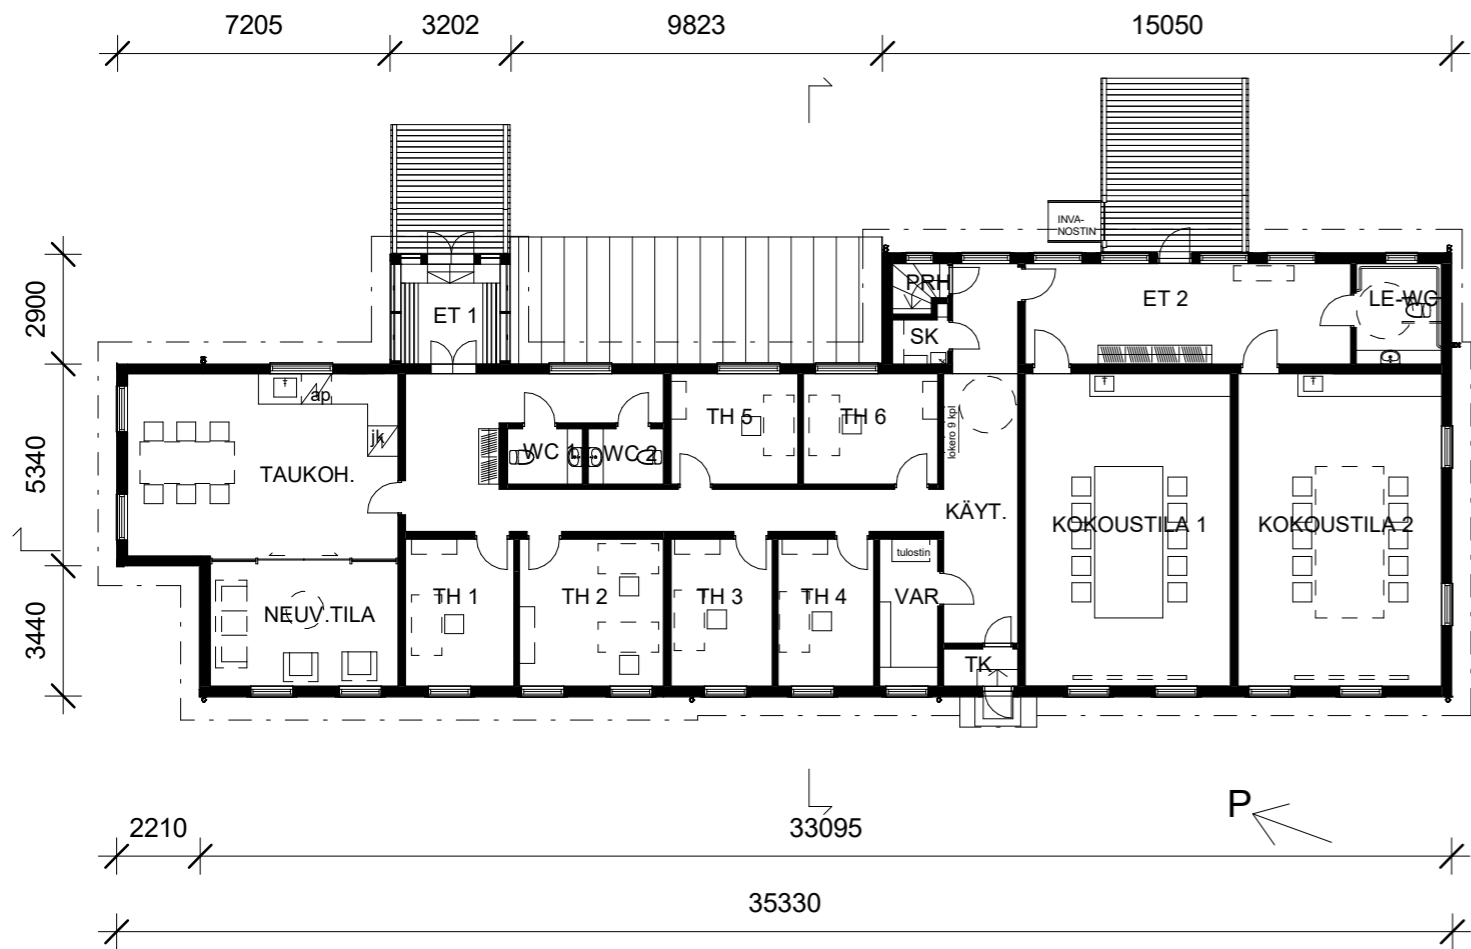 7205 3202 9823 15050
INVA-
NOSTIN
2900
PRH
ET 2
LE-WC
ET 1
SK
ap
jk
TH 5
TH 6
lokero 9 kpl
5340
WC 1
WC 2
TAUKOH.
KÄYT.
KOKOUSTILA 1
KOKOUSTILA 2
tulostin
3440
NEUV.TILA
TH 1
TH 2
TH 3
TH 4
VAR
TK
P
2210 33095
35330